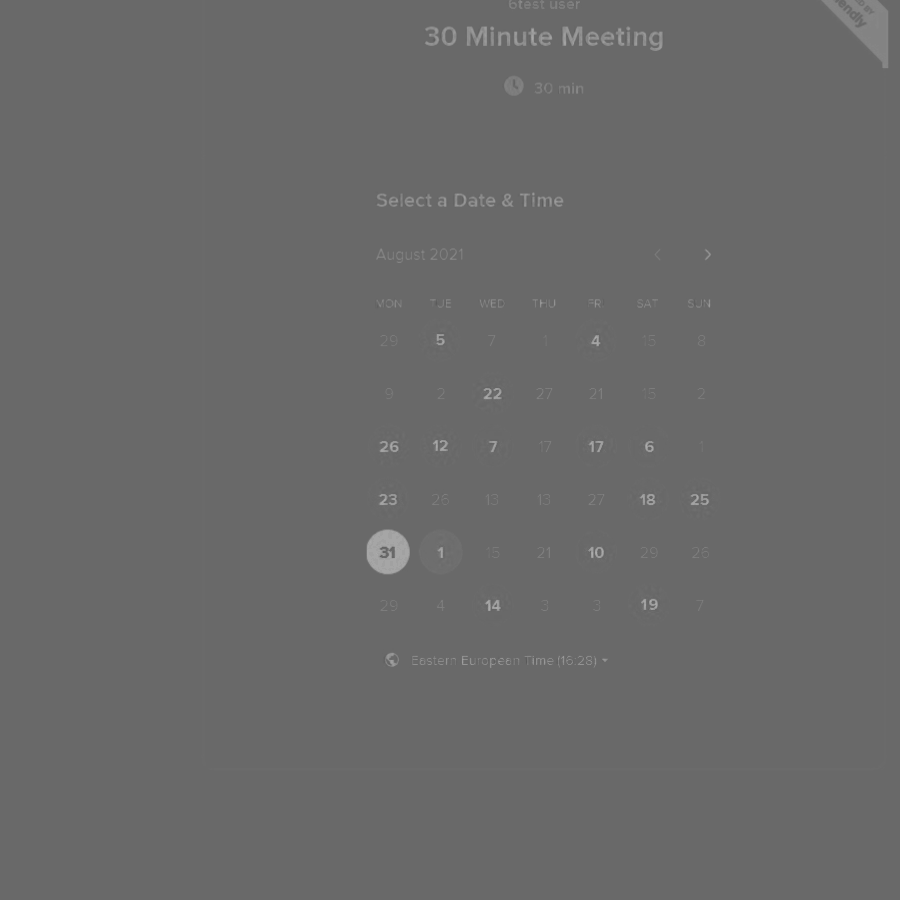 6test user
30 Minute Meeting
30 min
Select a Date & Time
August 2021
MON TUE WED THU FRI SAT SUN
29 5 7 1 4 15 8
9 2 22 27 21 15 2
26 12 7 17 17 6 1
23 26 13 13 27 18 25
31 1 15 21 10 29 26
29 4 14 3 3 19 7
Eastern European Time (16:28)